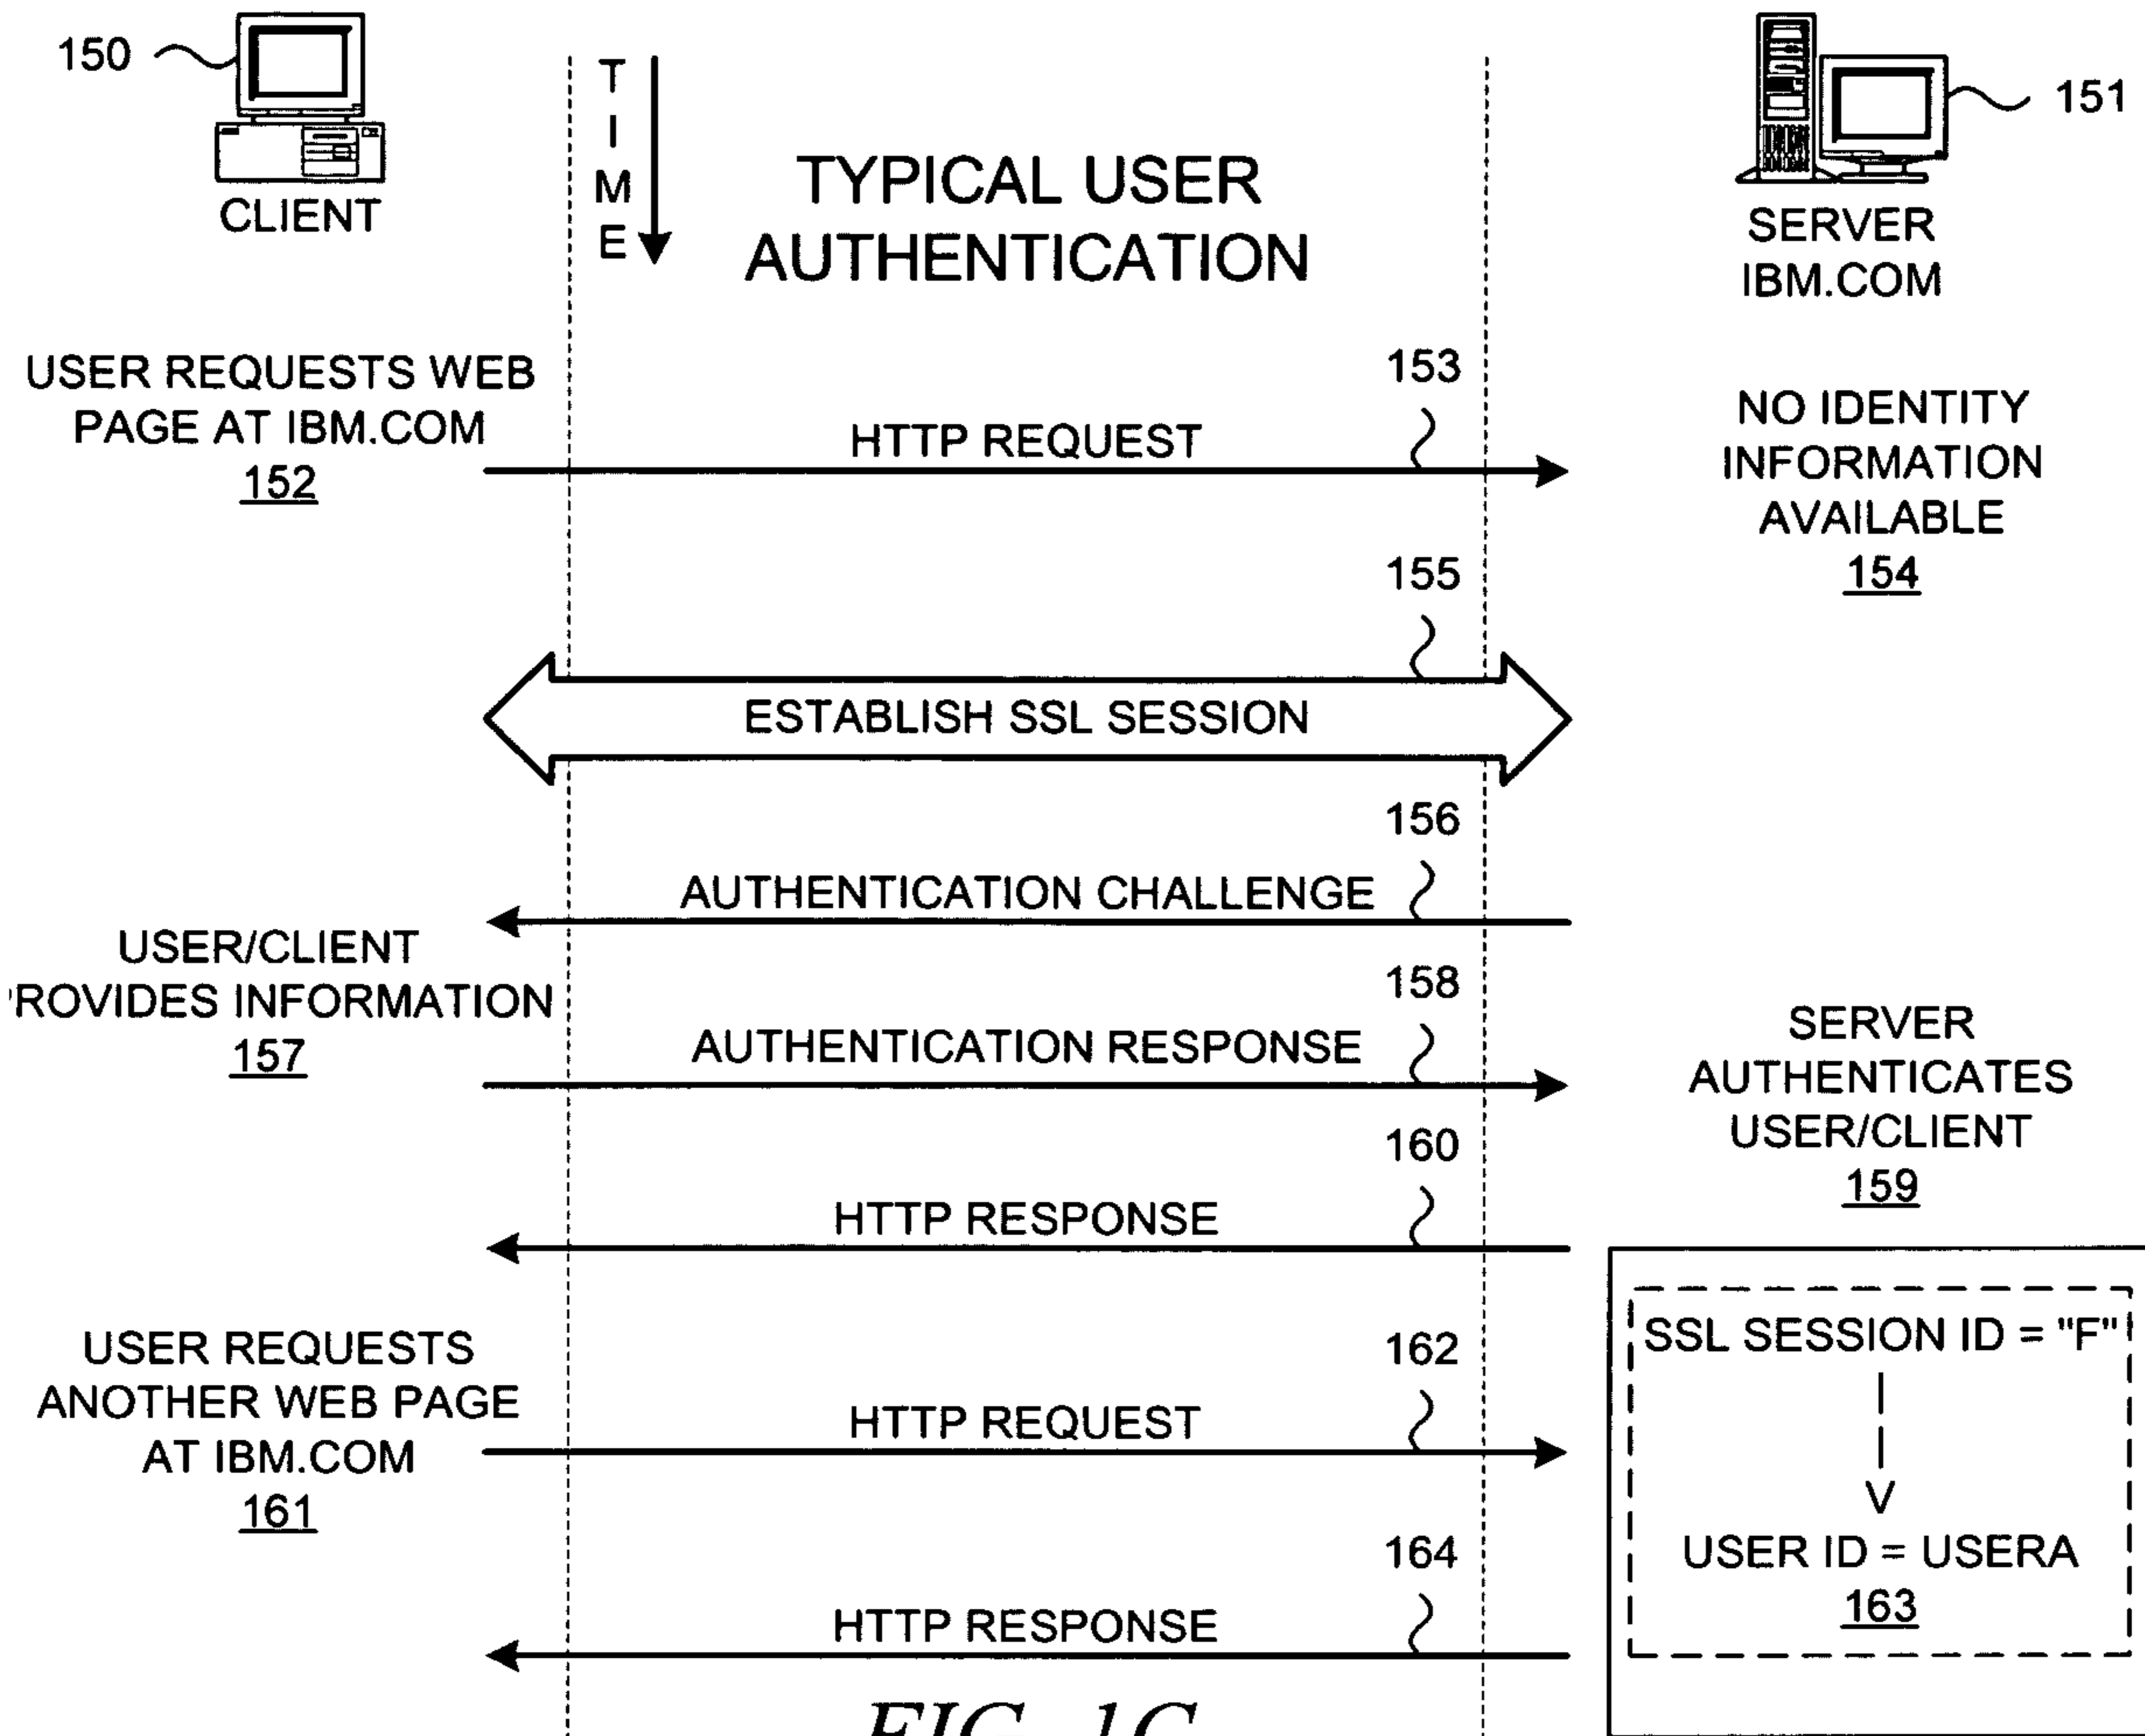 150
CLIENT
TIME
TYPICAL USER
AUTHENTICATION
151
SERVER
IBM.COM
USER REQUESTS WEB
PAGE AT IBM.COM
152
153
HTTP REQUEST
NO IDENTITY
INFORMATION
AVAILABLE
154
155
ESTABLISH SSL SESSION
156
AUTHENTICATION CHALLENGE
USER/CLIENT
ROVIDES INFORMATION
157
158
AUTHENTICATION RESPONSE
SERVER
AUTHENTICATES
USER/CLIENT
159
160
HTTP RESPONSE
USER REQUESTS
ANOTHER WEB PAGE
AT IBM.COM
161
162
HTTP REQUEST
SSL SESSION ID = "F"
USER ID = USERA
163
164
HTTP RESPONSE
FIG. 1C